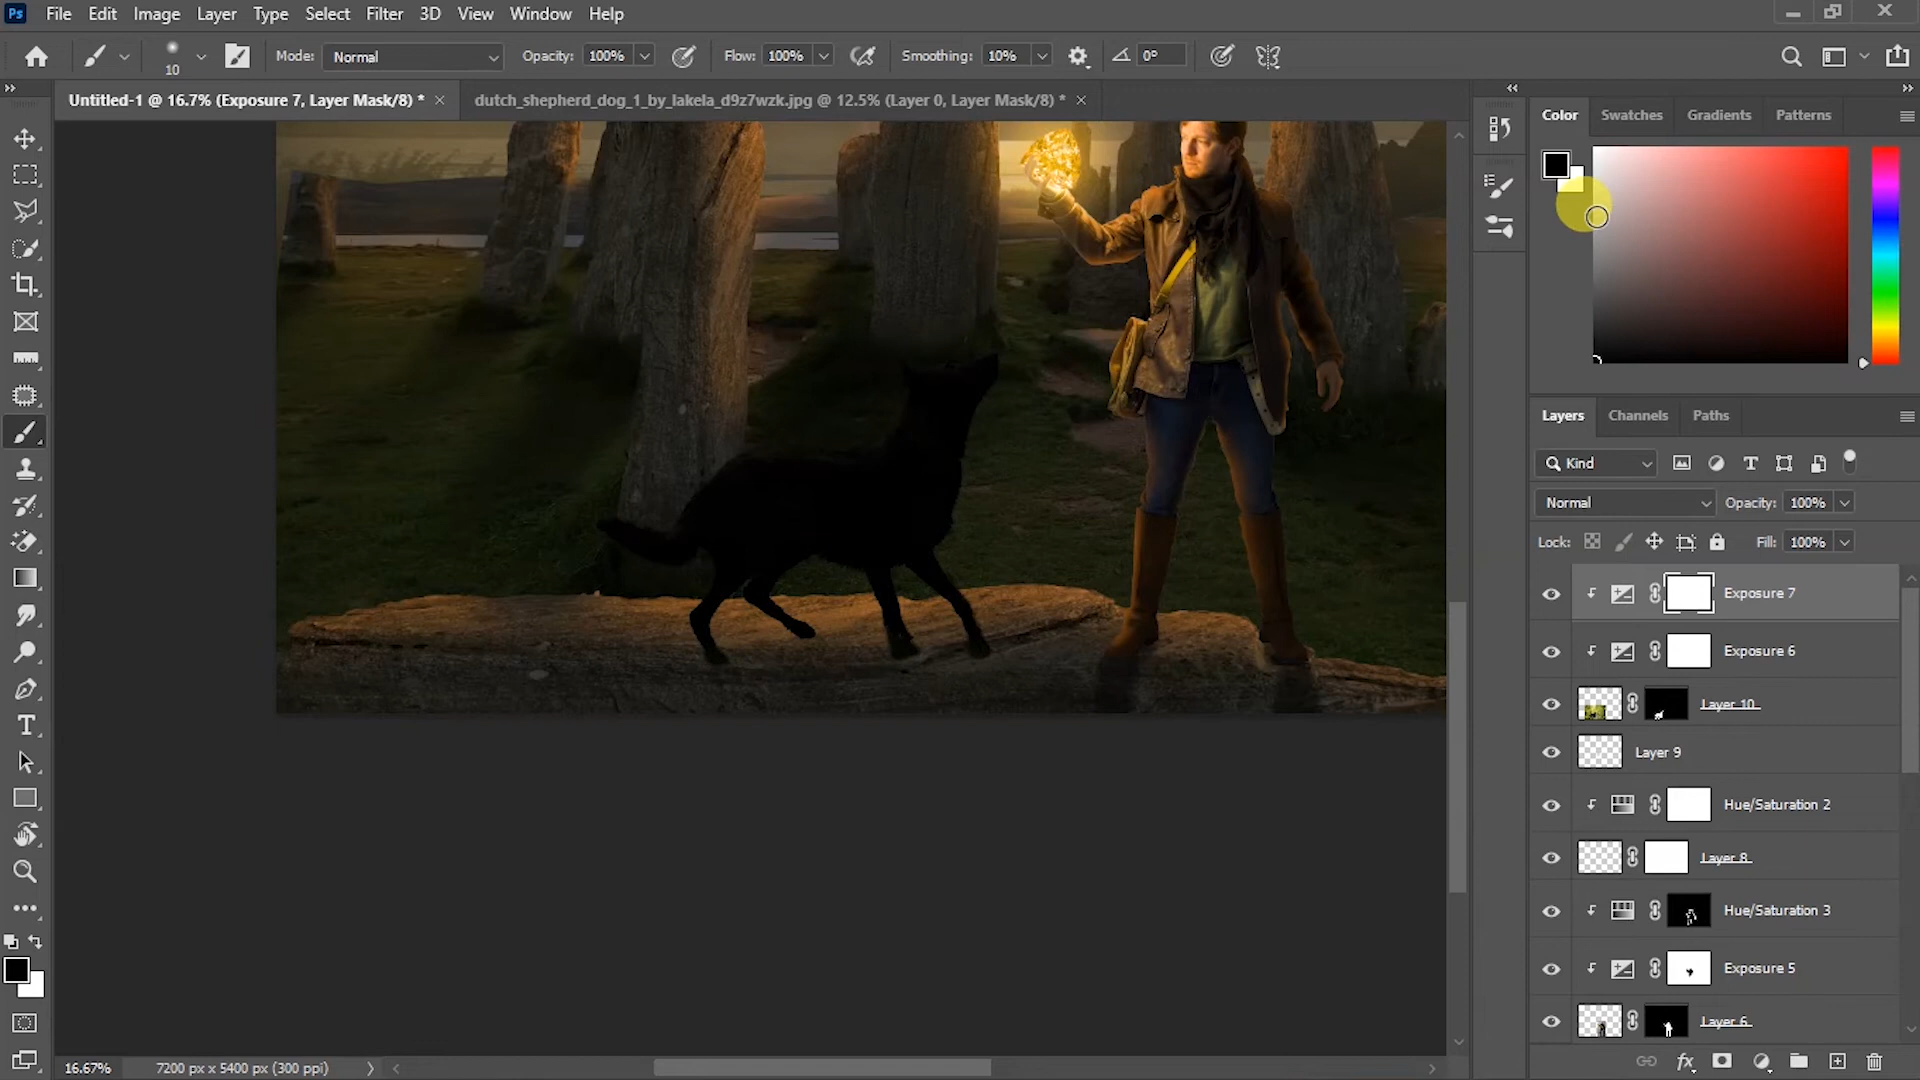 Ps File Edit Image Layer Type Select Filter 3D View Window Help
10 Mode: Normal Opacity: 100% Flow: 100% Smoothing: 10% 0°
Untitled-1 @ 16.7% (Exposure 7, Layer Mask/8) * dutch_shepherd_dog_1_by_lakela_d9z7wzk.jpg @ 12.5% (Layer 0, Layer Mask/8) *
Color Swatches Gradients Patterns
Layers Channels Paths
Kind
Normal Opacity: 100%
Lock: Fill: 100%
Exposure 7
Exposure 6
Layer 10
Layer 9
Hue/Saturation 2
Layer 8
Hue/Saturation 3
Exposure 5
Layer 6
16.67% 7200 px x 5400 px (300 ppi)